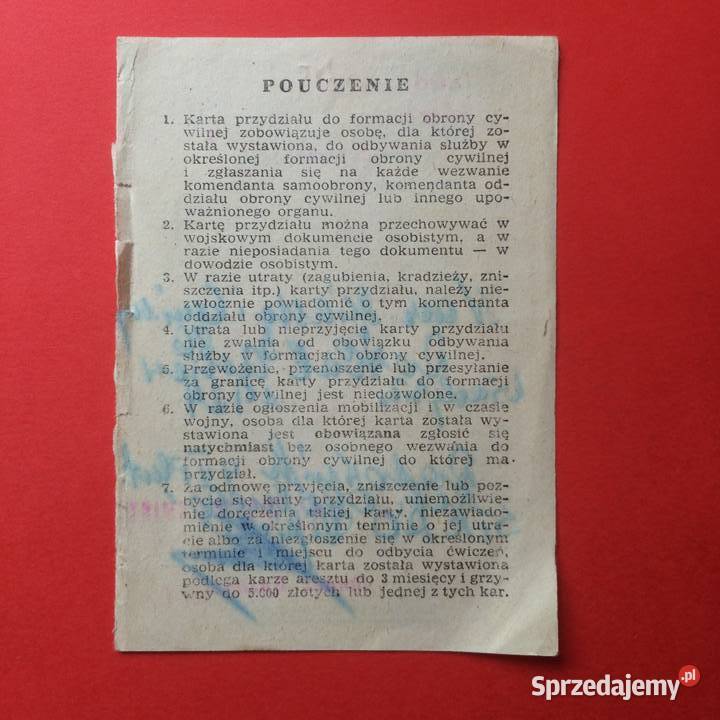 POUCZENIE
1. Karta przydziału do formacji obrony cy-
wilnej zobowiązuje osobę, dla której zo-
stała wystawiona, do odbywania służby w
określonej formacji obrony cywilnej
i zgłaszania się na każde wezwanie
komendanta samoobrony, komendanta od-
działu obrony cywilnej lub innego upo-
ważnionego organu.
2. Kartę przydziału można przechowywać w
wojskowym dokumencie osobistym, a w
razie nieposiadania tego dokumentu — w
dowodzie osobistym.
3. W razie utraty (zagubienia, kradzieży, zni-
szczenia itp.) karty przydziału, należy nie-
zwłocznie powiadomić o tym komendanta
oddziału obrony cywilnej.
4. Utrata lub nieprzyjęcie karty przydziału
nie zwalnia od obowiązku odbywania
służby w formacjach obrony cywilnej.
5. Przewożenie, przenoszenie lub przesyłanie
za granicę karty przydziału do formacji
obrony cywilnej jest niedozwolone.
6. W razie ogłoszenia mobilizacji i w czasie
wojny, osoba dla której karta została wy-
stawiona jest obowiązana zgłosić się
natychmiast bez osobnego wezwania do
formacji obrony cywilnej do której ma
przydział.
7. Za odmowę przyjęcia, zniszczenie lub poz-
bycie się karty przydziału, uniemożliwie-
nie doręczenia takiej karty, niezawiado-
mienie w określonym terminie o jej utra-
cie albo za niezgłoszenie się w określonym
terminie i miejscu do odbycia ćwiczeń,
osoba dla której karta została wystawiona
podlega karze aresztu do 3 miesięcy i grzy-
wny do 5.000 złotych lub jednej z tych kar.
Sprzedajemy.pl